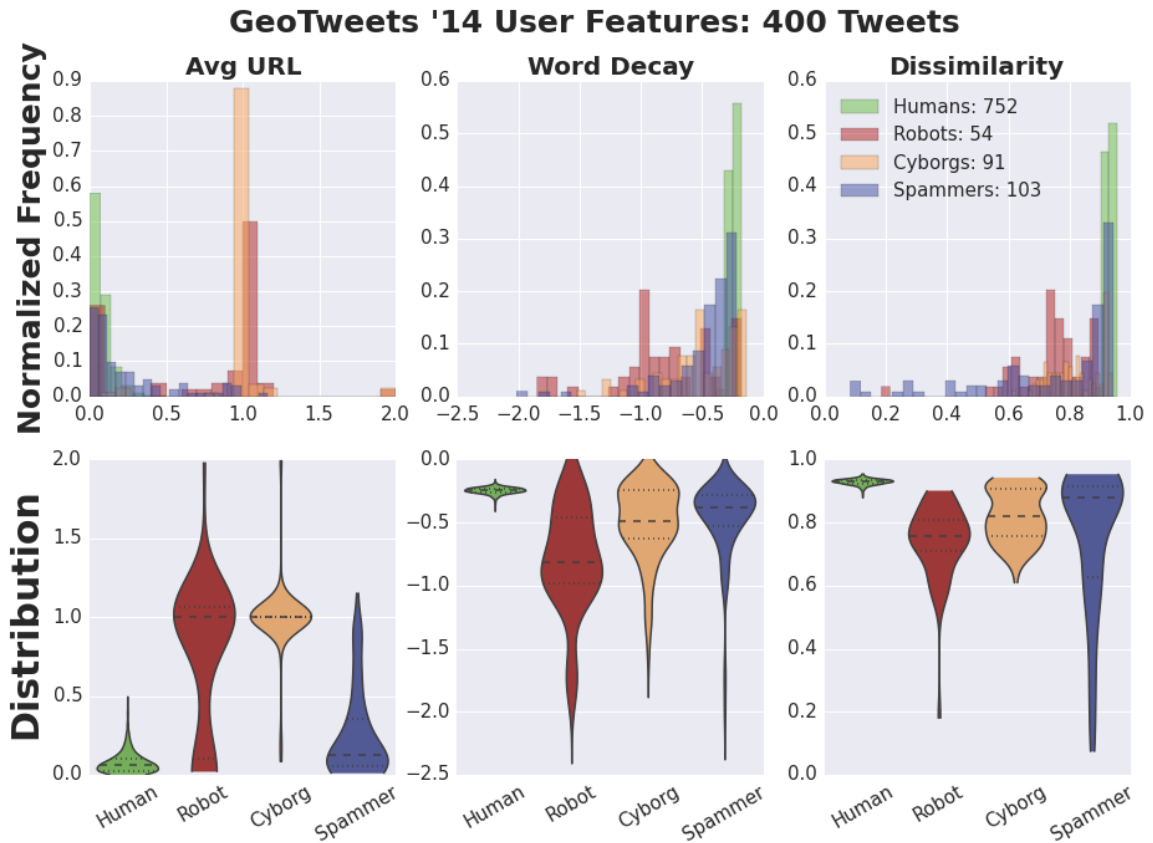 GeoTweets '14 User Features: 400 Tweets
Avg URL
Word Decay
Dissimilarity
Normalized Frequency
0.9
0.8
0.7
0.6
0.5
0.4
0.3
0.2
0.1
0.0
0.0 0.5 1.0 1.5 2.0
0.6
0.5
0.4
0.3
0.2
0.1
0.0
−2.5 −2.0 −1.5 −1.0 −0.5 0.0
0.6
0.5
0.4
0.3
0.2
0.1
0.0
0.0 0.2 0.4 0.6 0.8 1.0
Humans: 752
Robots: 54
Cyborgs: 91
Spammers: 103
Distribution
2.0
1.5
1.0
0.5
0.0
Human Robot Cyborg Spammer
0.0
−0.5
−1.0
−1.5
−2.0
−2.5
Human Robot Cyborg Spammer
1.0
0.8
0.6
0.4
0.2
0.0
Human Robot Cyborg Spammer